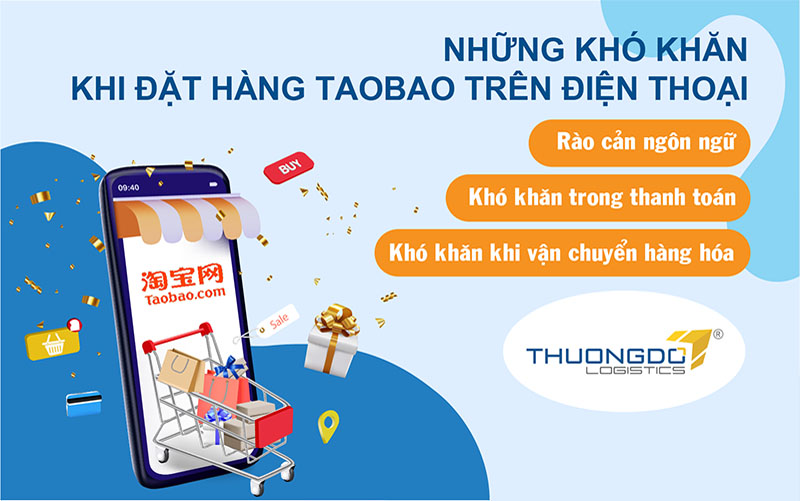 NHỮNG KHÓ KHĂN
KHI ĐẶT HÀNG TAOBAO TRÊN ĐIỆN THOẠI
Rào cản ngôn ngữ
Khó khăn trong thanh toán
Khó khăn khi vận chuyển hàng hóa
BUY
09:40
淘宝网
Taobao.com
Sale
THUONGDO®
LOGISTICS